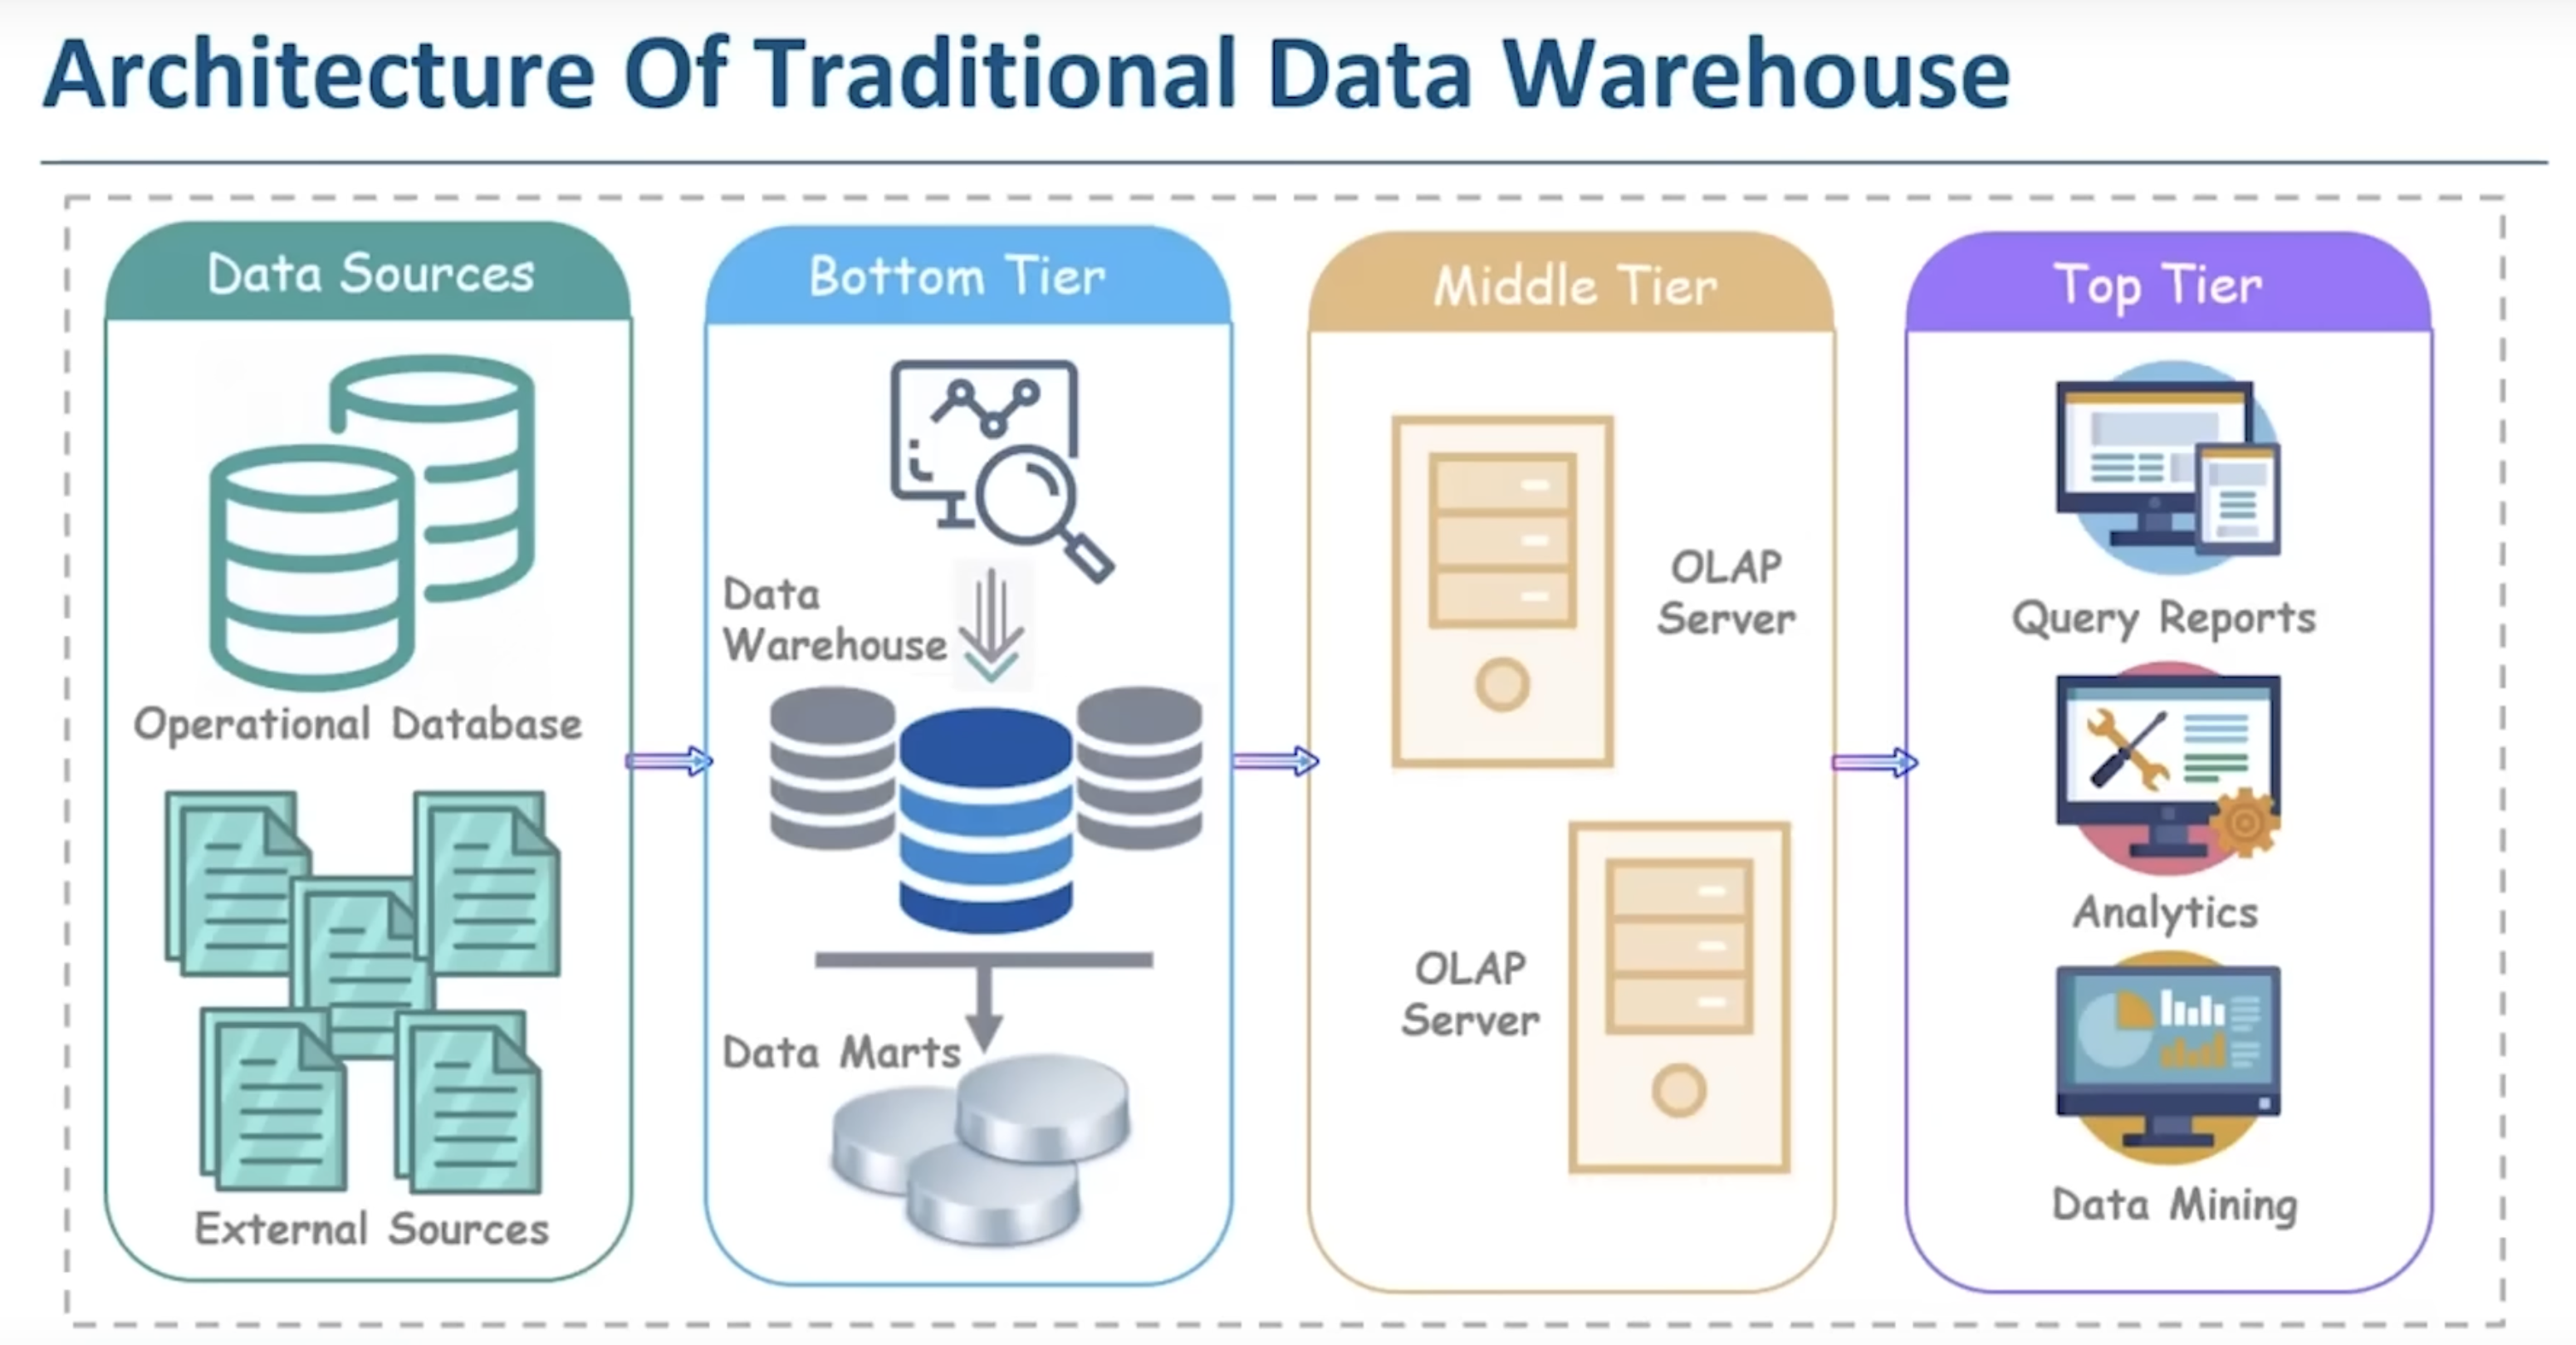 Architecture Of Traditional Data Warehouse
Data Sources
Operational Database
External Sources
Bottom Tier
Data
Warehouse
Data Marts
Middle Tier
OLAP
Server
OLAP
Server
Top Tier
Query Reports
Analytics
Data Mining